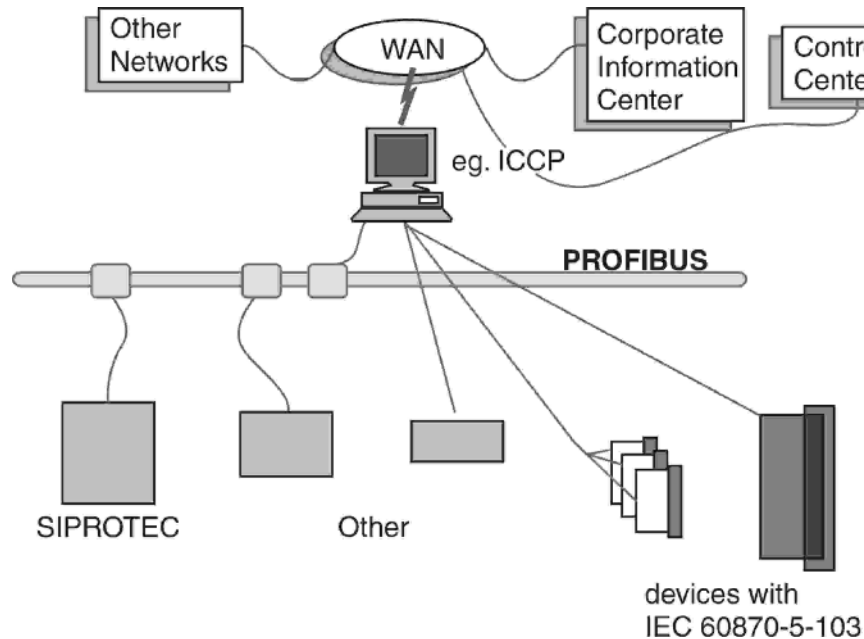 Other
Networks
WAN
Corporate
Information
Center
eg. ICCP
PROFIBUS
SIPROTEC
Other
devices with
IEC 60870-5-103